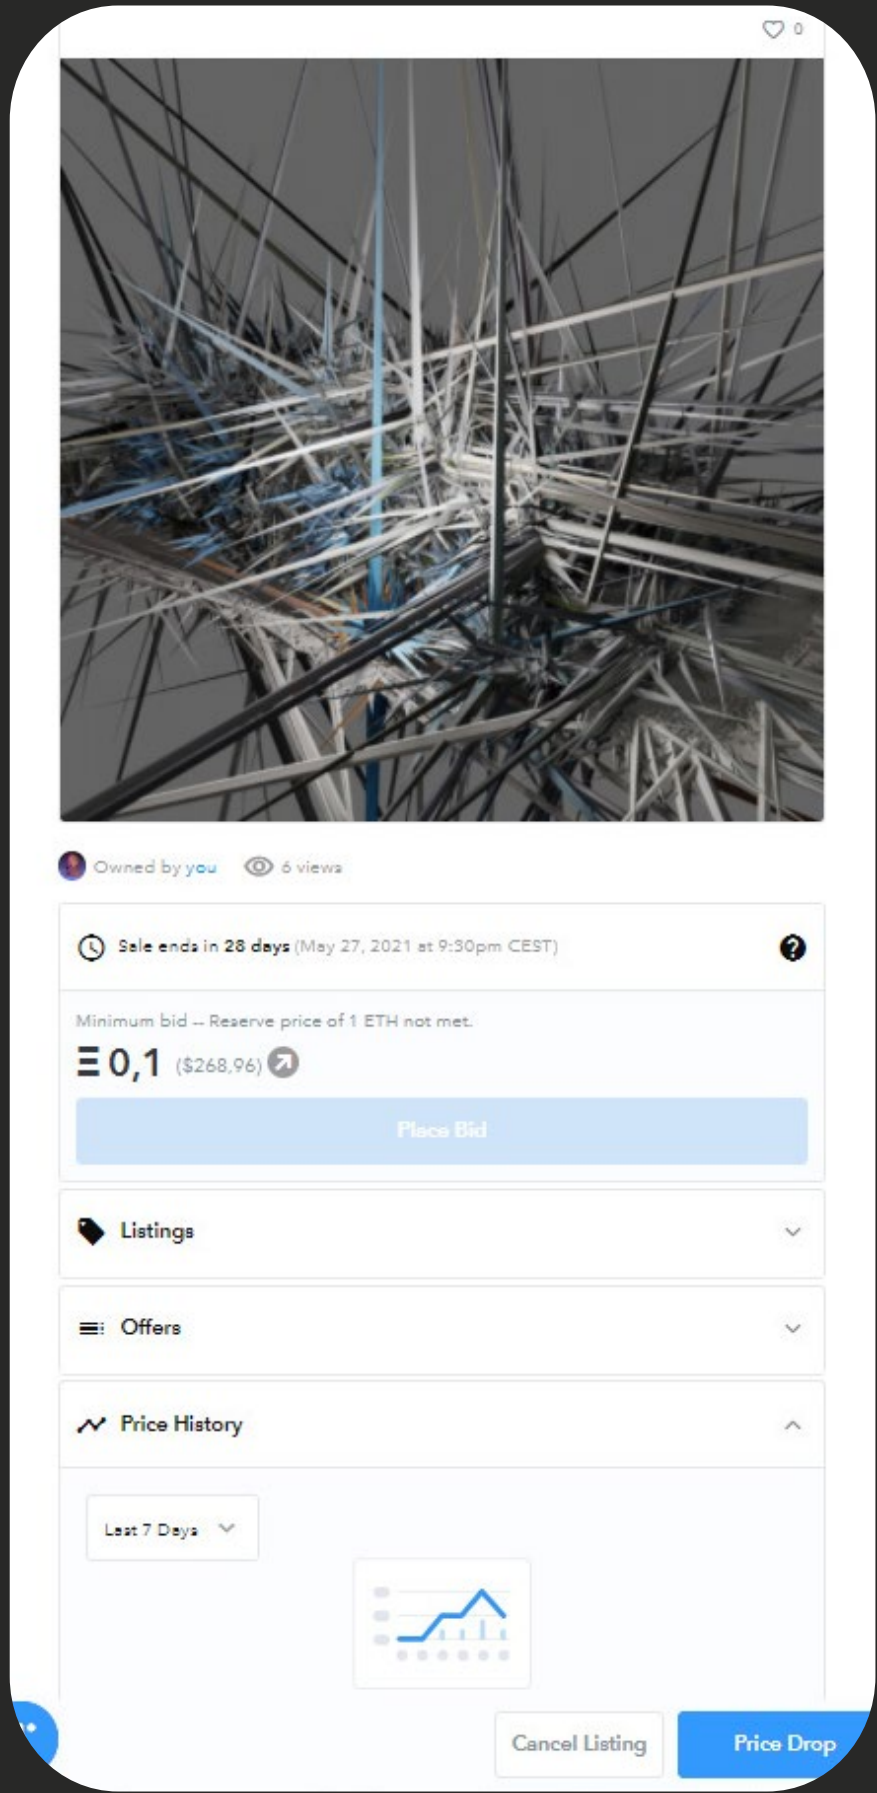 0
Owned by you 6 views
Sale ends in 28 days (May 27, 2021 at 9:30pm CEST)
Minimum bid -- Reserve price of 1 ETH not met.
Ξ 0,1 ($268,96)
Place Bid
Listings
Offers
Price History
Last 7 Days
Cancel Listing
Price Drop